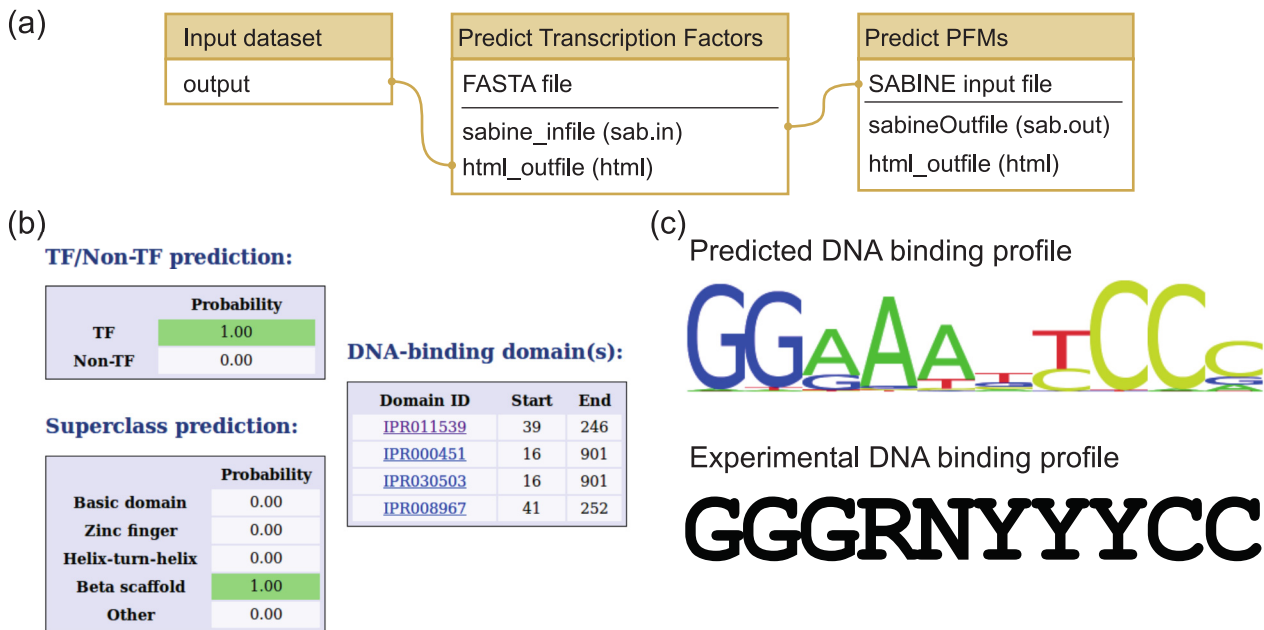 (a)
Input dataset
output
Predict Transcription Factors
FASTA file
sabine_infile (sab.in)
html_outfile (html)
Predict PFMs
SABINE input file
sabineOutfile (sab.out)
html_outfile (html)
(b)
TF/Non-TF prediction:
Probability
TF 1.00
Non-TF 0.00
Superclass prediction:
Probability
Basic domain 0.00
Zinc finger 0.00
Helix-turn-helix 0.00
Beta scaffold 1.00
Other 0.00
DNA-binding domain(s):
Domain ID Start End
IPR011539 39 246
IPR000451 16 901
IPR030503 16 901
IPR008967 41 252
(c)
Predicted DNA binding profile
GGAAATTCCC
Experimental DNA binding profile
GGGRNYYYCC